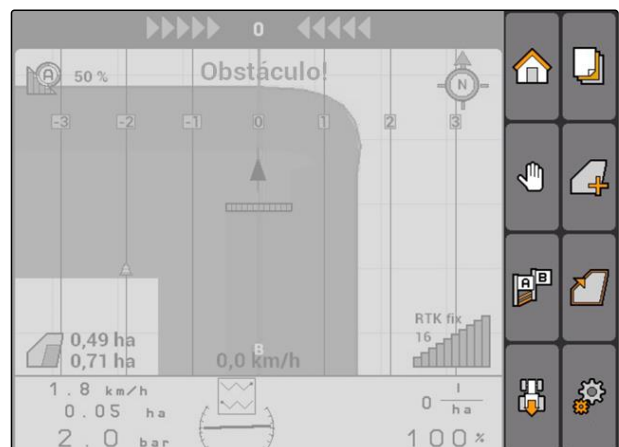 0
A
50 %
Obstáculo!
N
-3 -2 -1 0 1 2 3
A B
A
RTK fix
16
0,49 ha
0,71 ha
0,0 km/h
B
1.8 km/h
0.05 ha
2.0 bar
0 l/ha
100 %